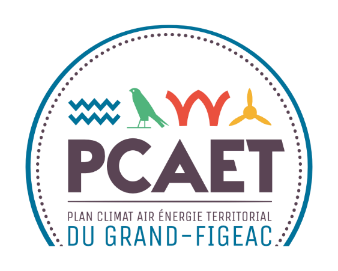 PCAET
PLAN CLIMAT AIR ÉNERGIE TERRITORIAL
DU GRAND-FIGEAC